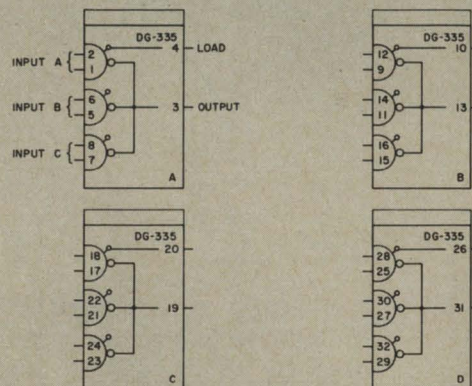 DG-335
2 4 LOAD
INPUT A
1
6
INPUT B 3 OUTPUT
5
8
INPUT C
7
A
DG-335
12 10
9
14
13
11
16
15
B
DG-335
20
18
17
22
19
21
24
23
C
DG-335
26
28
25
30
31
27
32
29
D